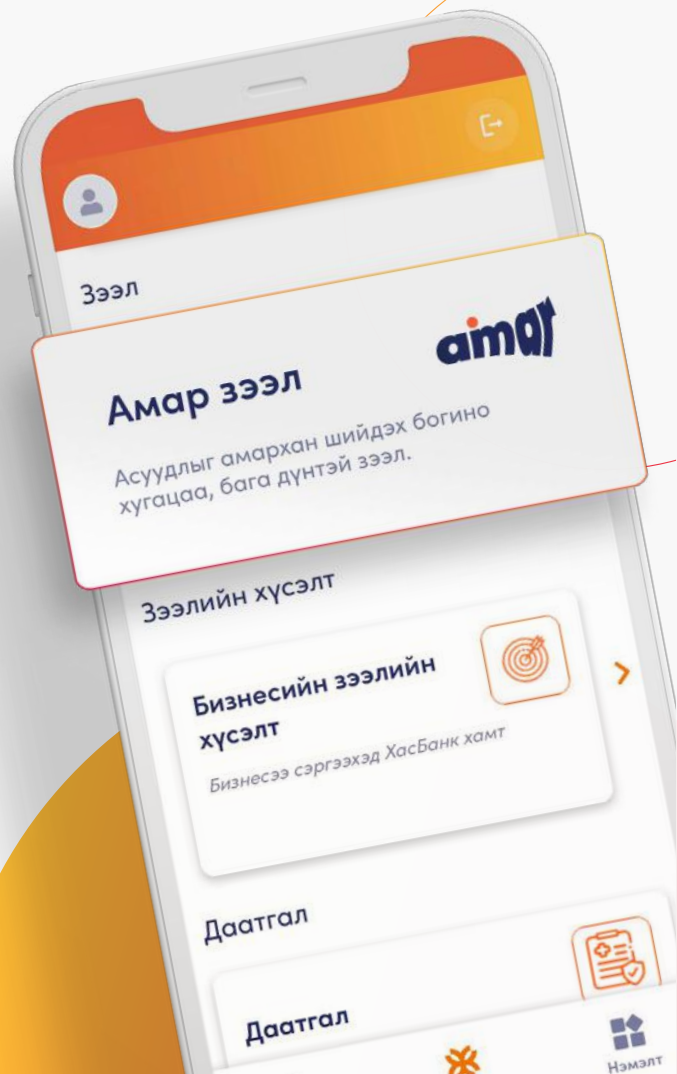 Зээл
amar
Амар зээл
Асуудлыг амархан шийдэх богино
хугацаа, бага дүнтэй зээл.
Зээлийн хүсэлт
Бизнесийн зээлийн
хүсэлт
Бизнесээ сэргээхэд ХасБанк хамт
Даатгал
Даатгал
Нэмэлт